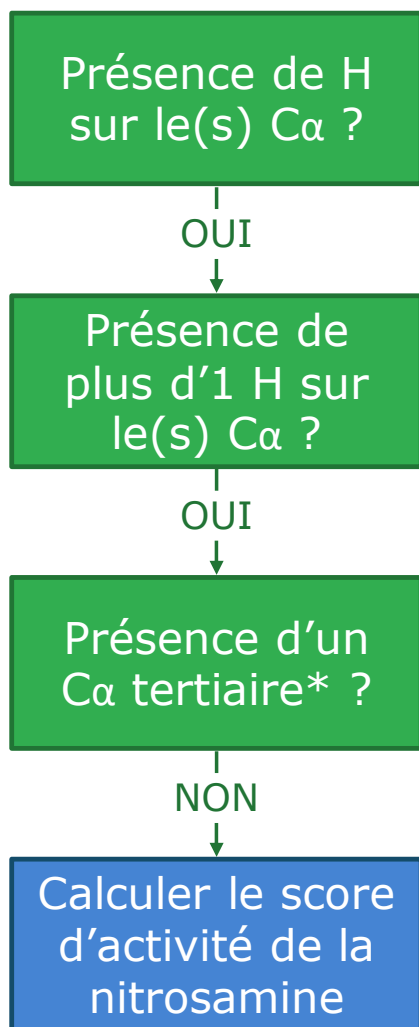 Présence de H
sur le(s) Cα ?
OUI
Présence de
plus d’1 H sur
le(s) Cα ?
OUI
Présence d’un
Cα tertiaire* ?
NON
Calculer le score
d’activité de la
nitrosamine